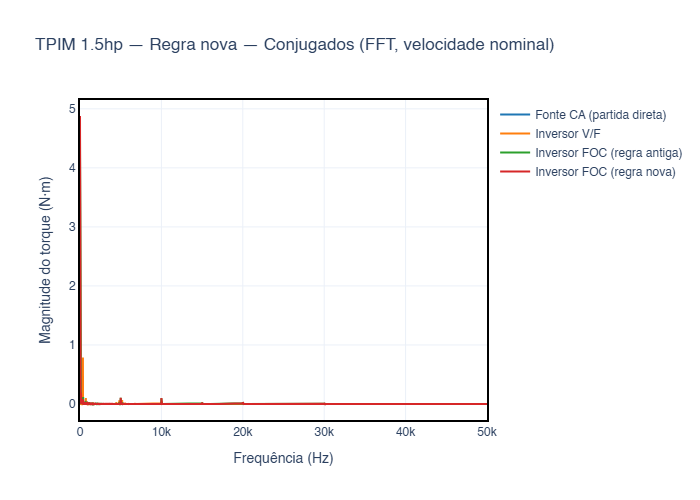 TPIM 1.5hp — Regra nova — Conjugados (FFT, velocidade nominal)
Fonte CA (partida direta)
Inversor V/F
Inversor FOC (regra antiga)
Inversor FOC (regra nova)
Magnitude do torque (N·m)
5
4
3
2
1
0
0 10k 20k 30k 40k 50k
Frequência (Hz)